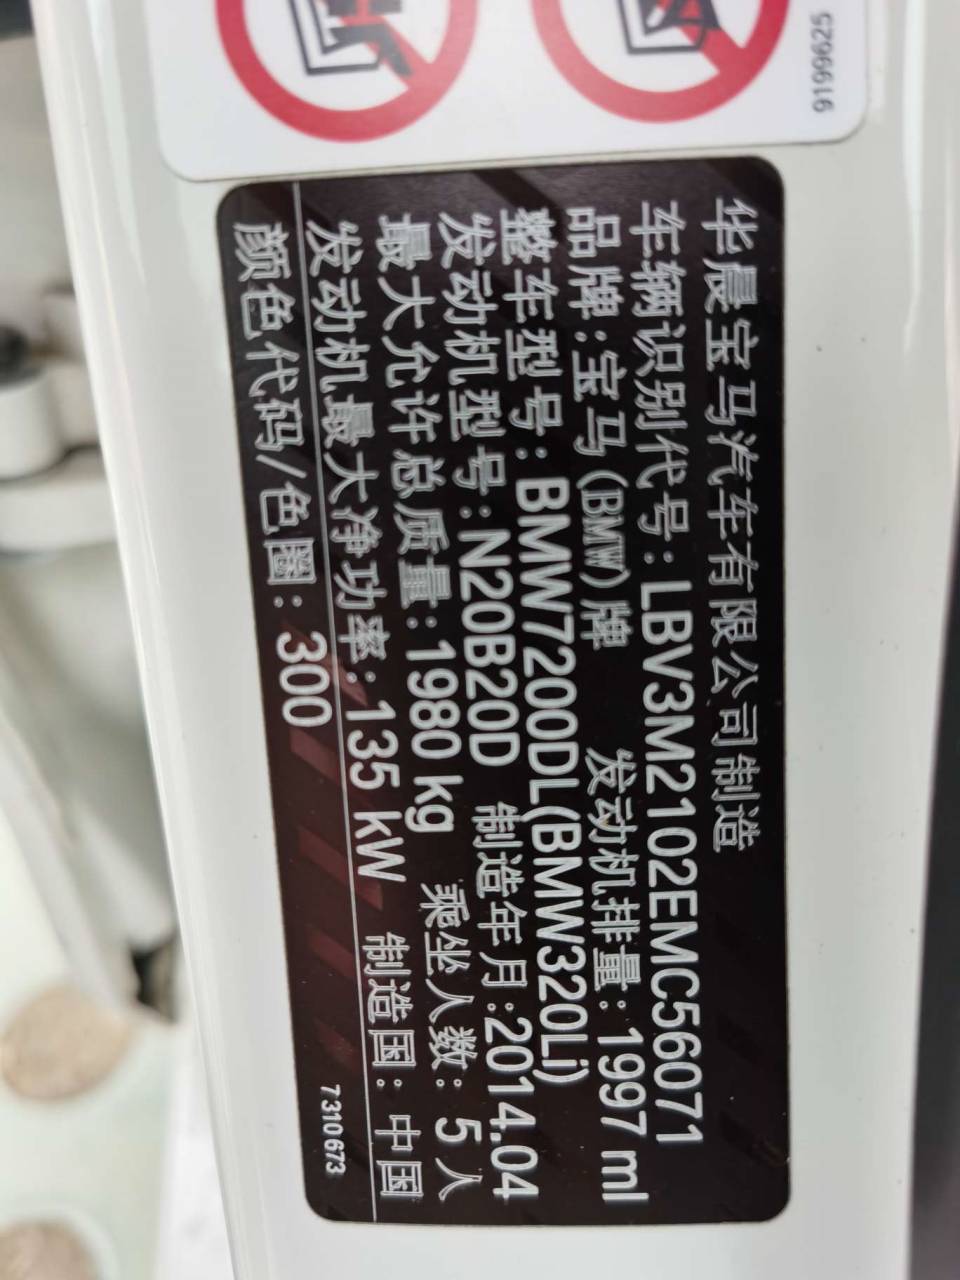 9199625
华晨宝马汽车有限公司制造
车辆识别代号：LBV3M2102EMC56071
品牌：宝马(BMW)牌 发动机排量：1997 ml
整车型号：BMW7200DL(BMW320Li)
发动机型号：N20B20D 制造年月：2014.04
最大允许总质量：1980 kg 乘坐人数：5 人
发动机最大净功率：135 kW 制造国：中国
颜色代码/色圈：300
7 310 673